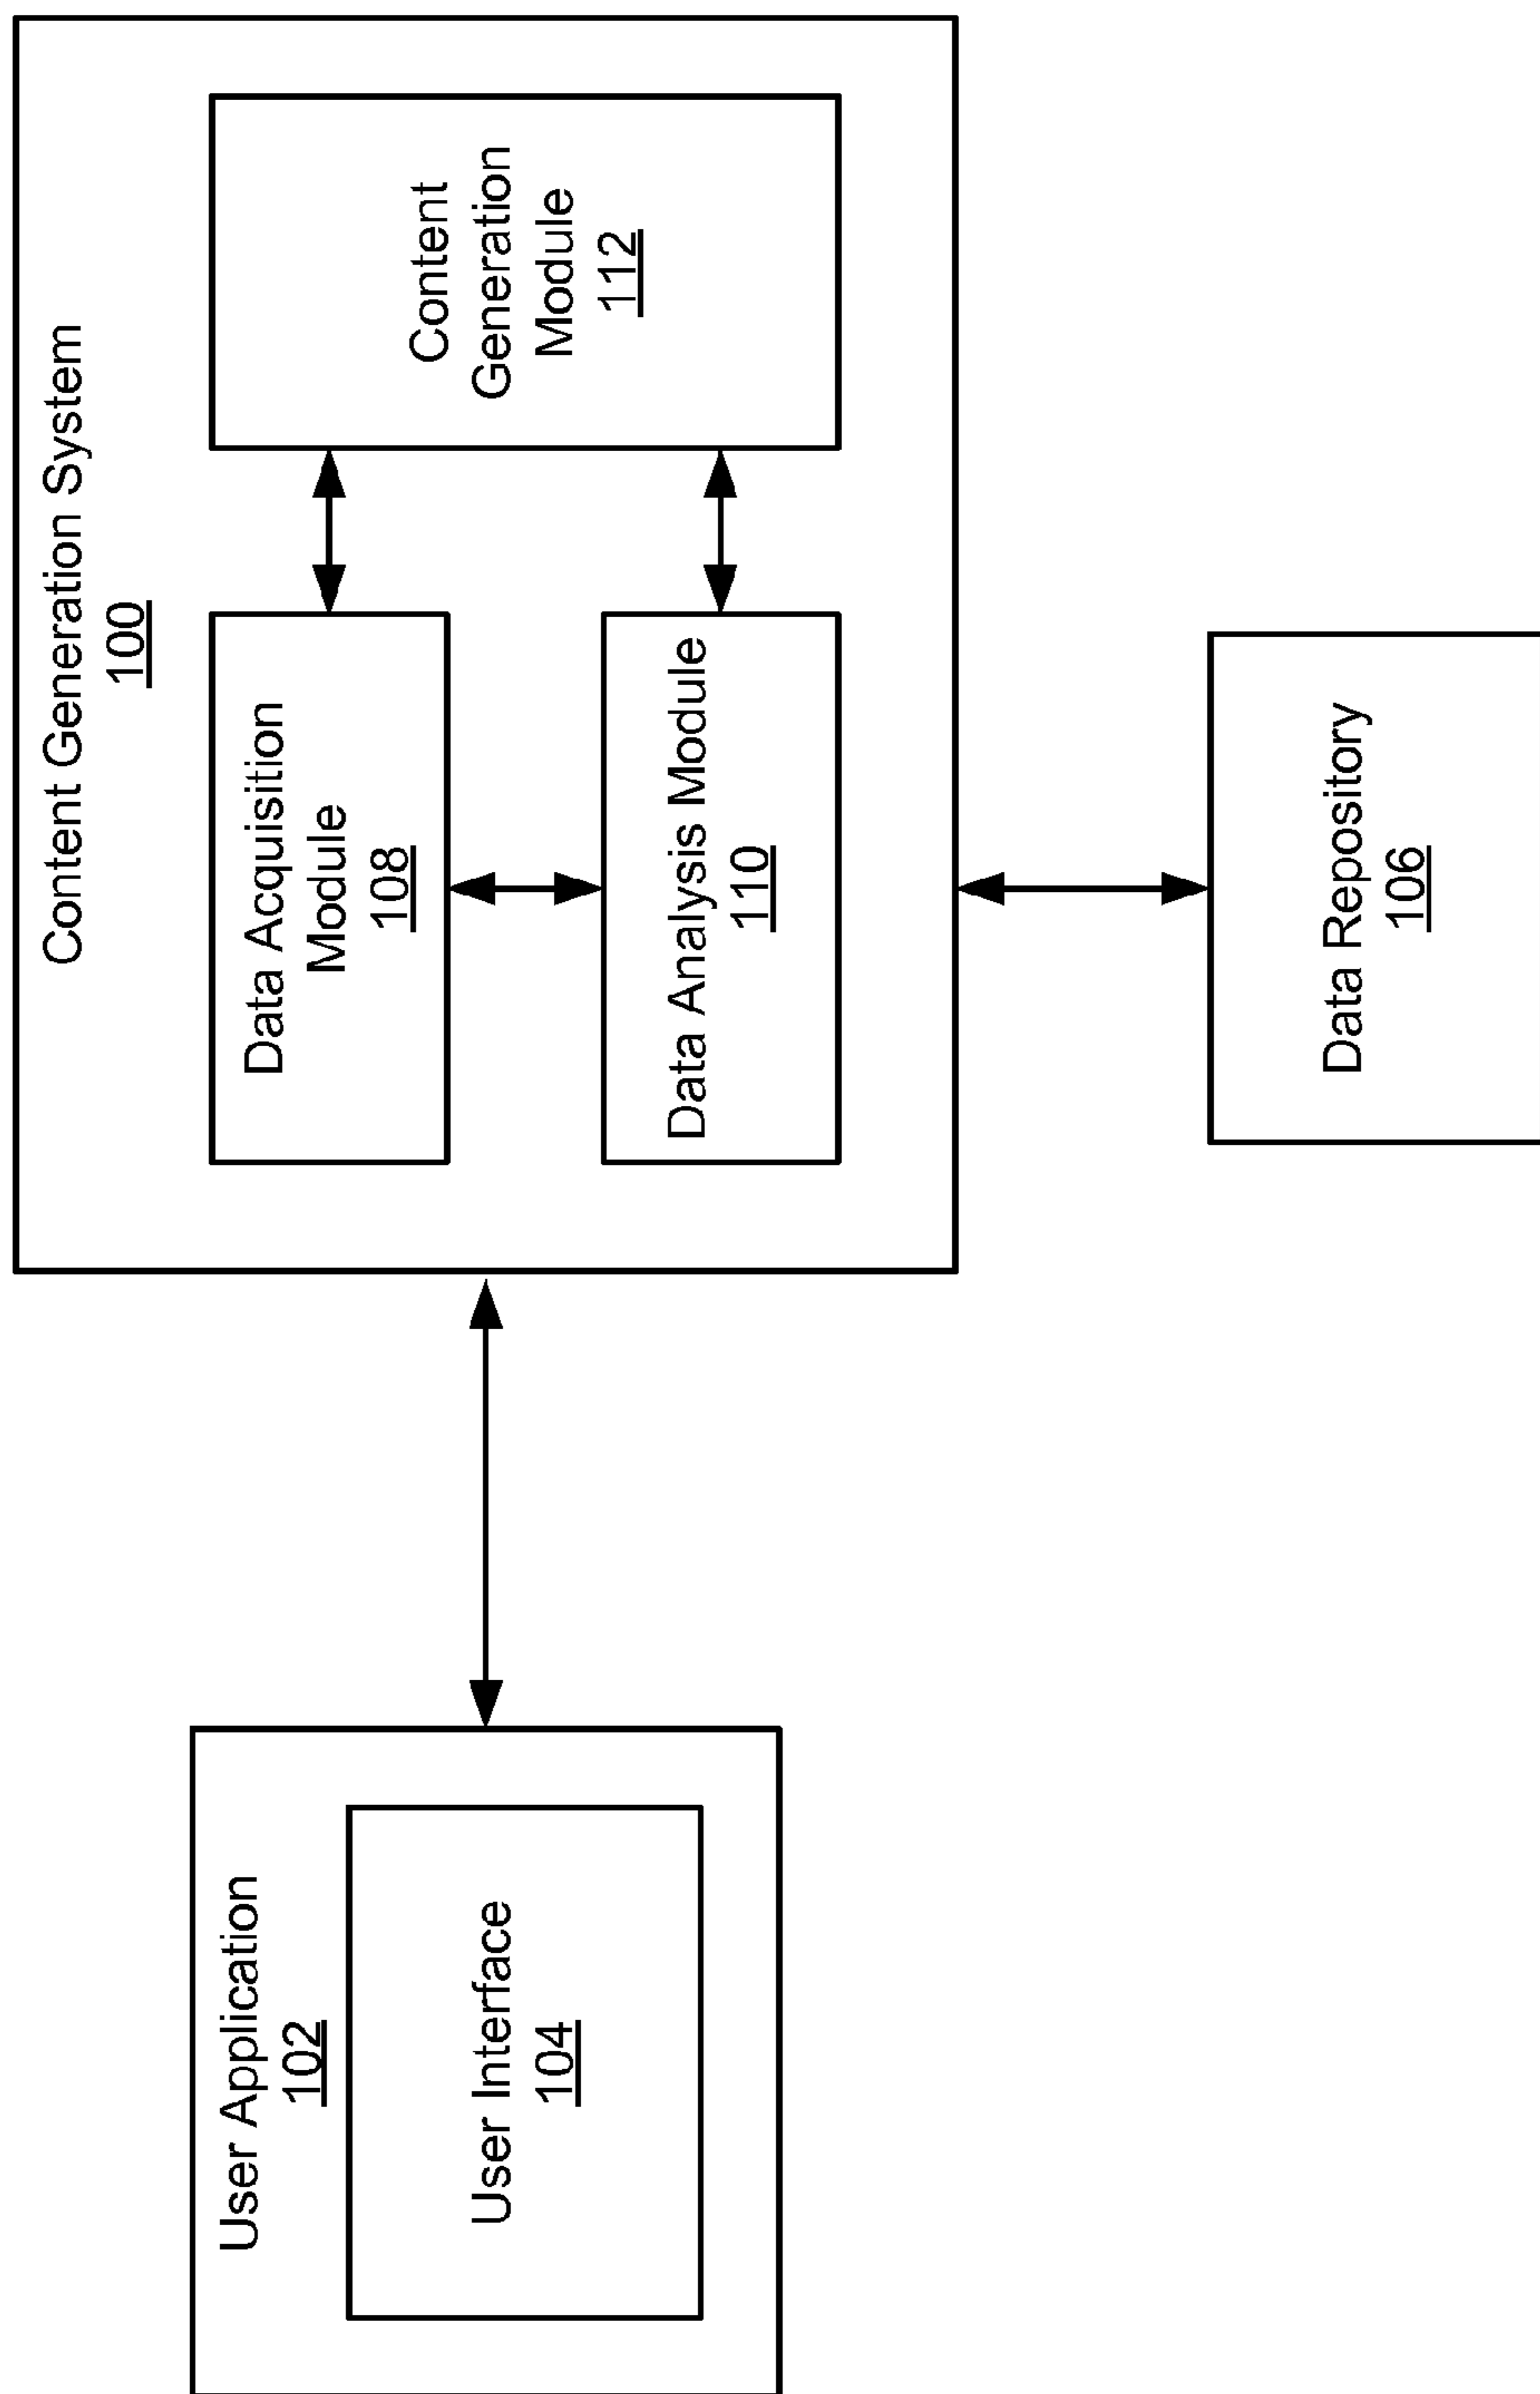 User Application
102
User Interface
104
Content Generation System
100
Data Acquisition
Module
108
Data Analysis Module
110
Content
Generation
Module
112
Data Repository
106